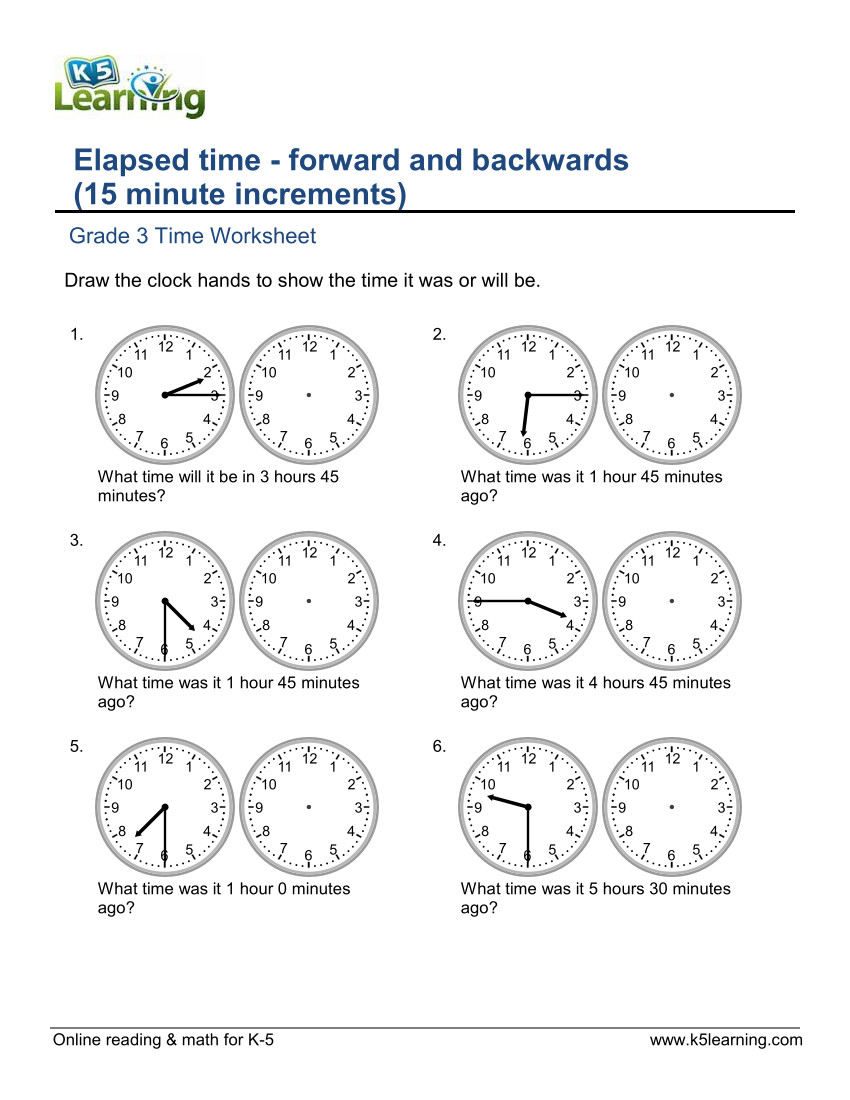 K5
Learning
Elapsed time - forward and backwards
(15 minute increments)
Grade 3 Time Worksheet
Draw the clock hands to show the time it was or will be.
1.
12 1 2 3 4 5 6 7 8 9 10 11
12 1 2 3 4 5 6 7 8 9 10 11
What time will it be in 3 hours 45
minutes?
2.
12 1 2 3 4 5 6 7 8 9 10 11
12 1 2 3 4 5 6 7 8 9 10 11
What time was it 1 hour 45 minutes
ago?
3.
12 1 2 3 4 5 6 7 8 9 10 11
12 1 2 3 4 5 6 7 8 9 10 11
What time was it 1 hour 45 minutes
ago?
4.
12 1 2 3 4 5 6 7 8 9 10 11
12 1 2 3 4 5 6 7 8 9 10 11
What time was it 4 hours 45 minutes
ago?
5.
12 1 2 3 4 5 6 7 8 9 10 11
12 1 2 3 4 5 6 7 8 9 10 11
What time was it 1 hour 0 minutes
ago?
6.
12 1 2 3 4 5 6 7 8 9 10 11
12 1 2 3 4 5 6 7 8 9 10 11
What time was it 5 hours 30 minutes
ago?
Online reading & math for K-5
www.k5learning.com